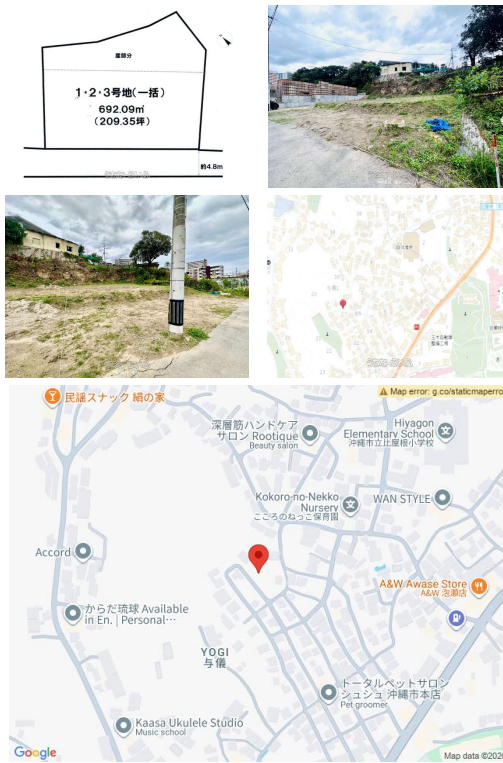 崖部分
1・2・3号地(一括)
692.09㎡
(209.35坪)
約4.8m
Map error: g.co/staticmaperro
民謡スナック 絹の家
深層筋ハンドケア
サロン Rootique
Beauty salon
Hiyagon
Elementary School
沖縄市立比屋根小学校
Kokoro-no-Nekko
Nursery
こころのねっこ保育園
WAN STYLE
Accord
A&W Awase Store
A&W 泡瀬店
からだ琉球 Available
in En. | Personal…
YOGI
与儀
トータルペットサロン
シュシュ 沖縄市本店
Pet groomer
Kaasa Ukulele Studio
Music school
Google
Map data ©202